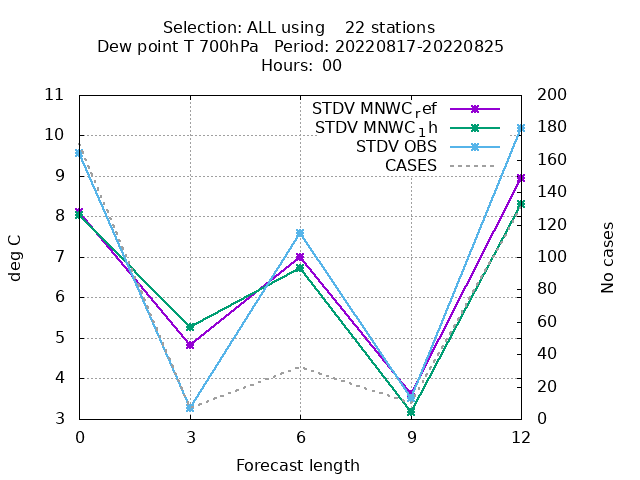 Selection: ALL using    22 stations
Dew point T 700hPa   Period: 20220817-20220825
Hours: 00
STDV MNWC_ref
STDV MNWC_1h
STDV OBS
CASES
deg C
11
10
9
8
7
6
5
4
3
200
180
160
140
120
100
80
60
40
20
0
No cases
0 3 6 9 12
Forecast length